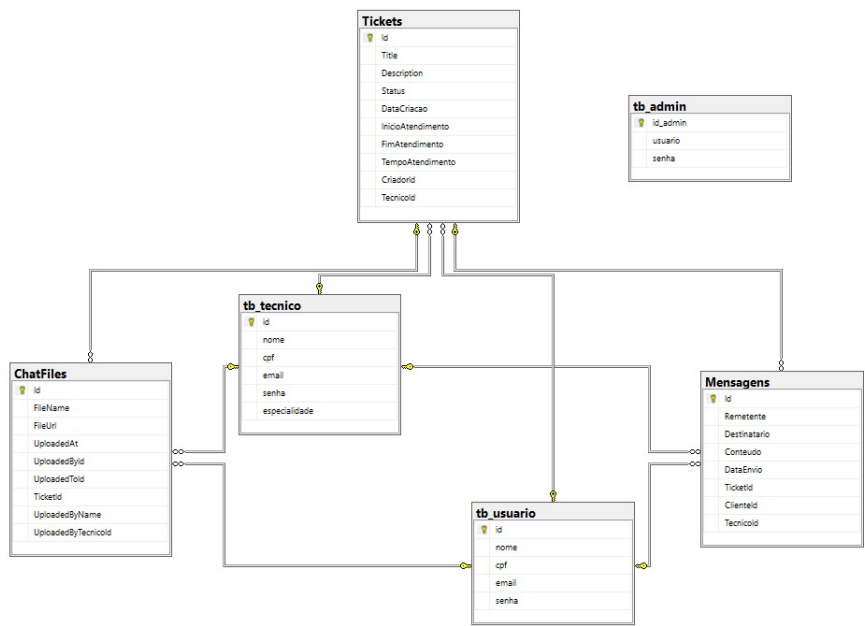 Tickets
Id
Title
Description
Status
DataCriacao
InicioAtendimento
FimAtendimento
TempoAtendimento
CriadorId
TecnicoId
tb_admin
id_admin
usuario
senha
tb_tecnico
id
nome
cpf
email
senha
especialidade
ChatFiles
Id
FileName
FileUrl
UploadedAt
UploadedById
UploadedToId
TicketId
UploadedByName
UploadedByTecnicoId
Mensagens
Id
Remetente
Destinatario
Conteudo
DataEnvio
TicketId
ClienteId
TecnicoId
tb_usuario
id
nome
cpf
email
senha